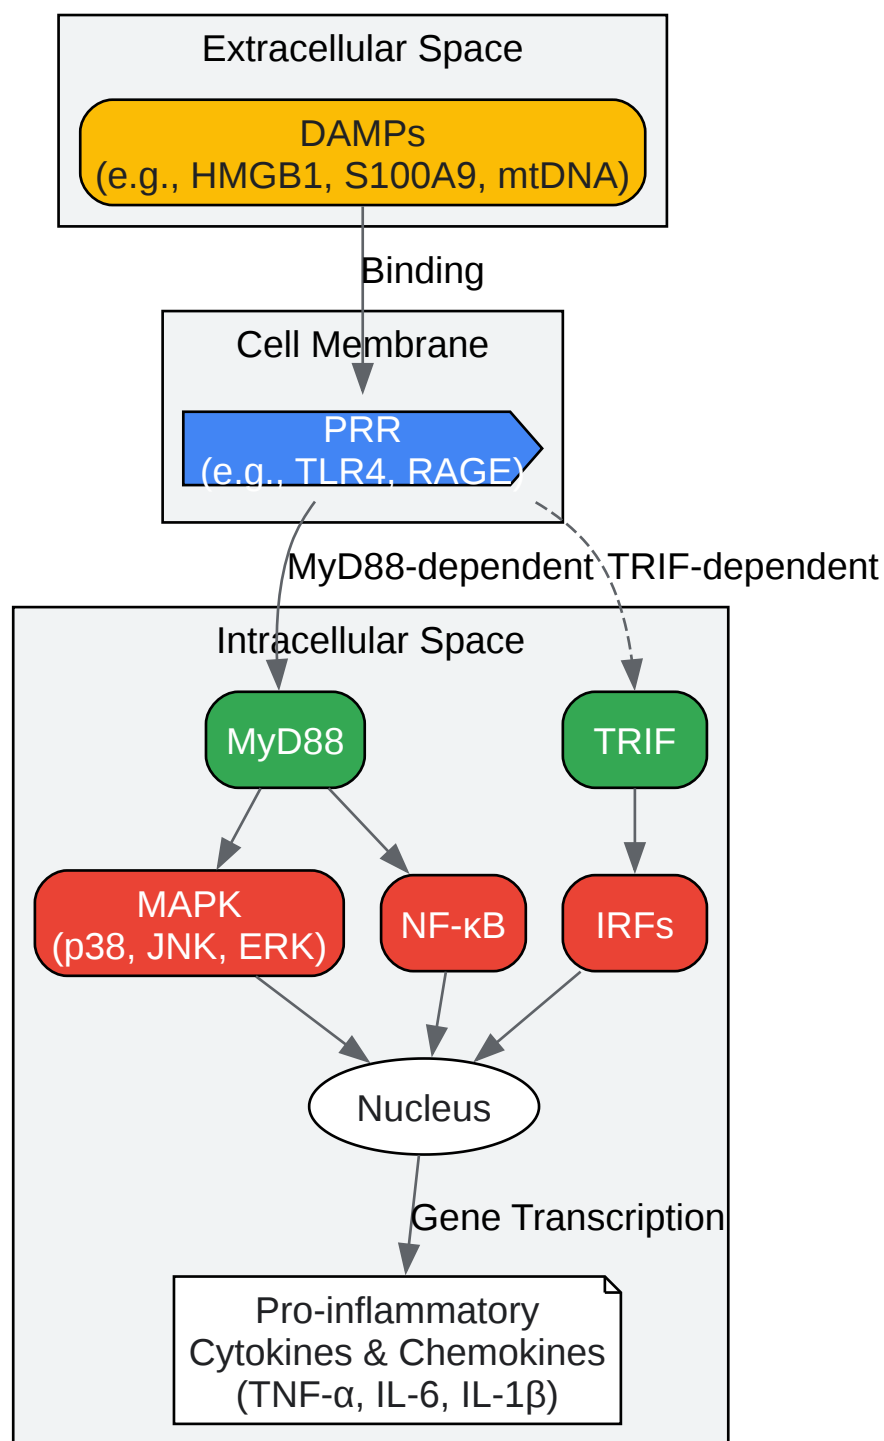 Extracellular Space
DAMPs
(e.g., HMGB1, S100A9, mtDNA)
Binding
Cell Membrane
PRR
(e.g., TLR4, RAGE)
MyD88-dependent
TRIF-dependent
Intracellular Space
MyD88
TRIF
MAPK
(p38, JNK, ERK)
NF-κB
IRFs
Nucleus
Gene Transcription
Pro-inflammatory
Cytokines & Chemokines
(TNF-α, IL-6, IL-1β)